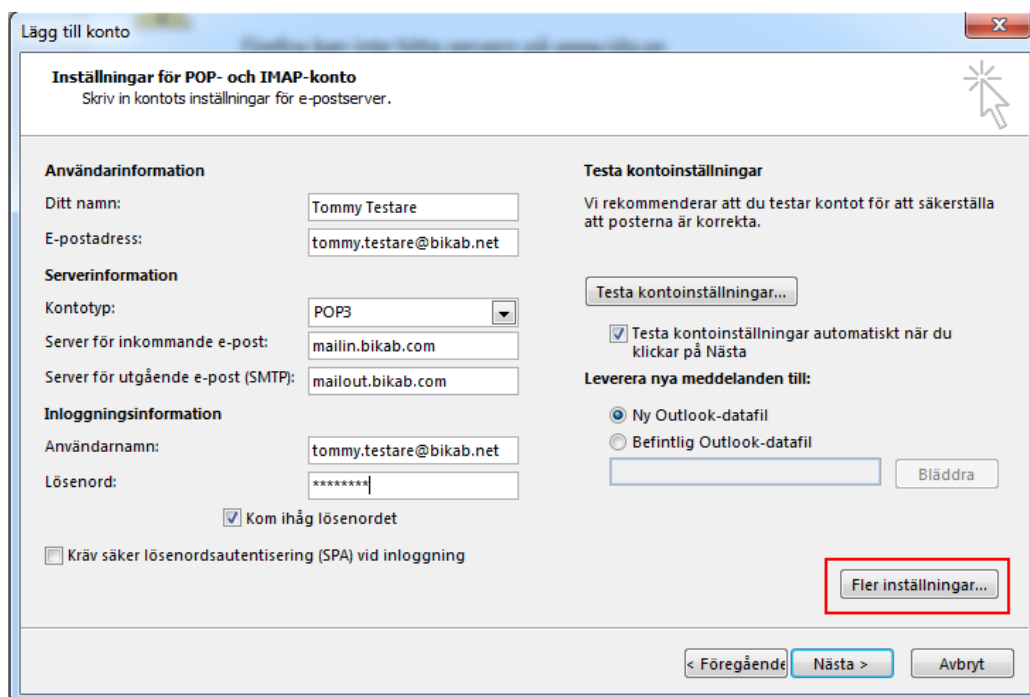 Lägg till konto
Inställningar för POP- och IMAP-konto
Skriv in kontots inställningar för e-postserver.
Användarinformation
Ditt namn:
Tommy Testare
E-postadress:
tommy.testare@bikab.net
Serverinformation
Kontotyp:
POP3
Server för inkommande e-post:
mailin.bikab.com
Server för utgående e-post (SMTP):
mailout.bikab.com
Inloggningsinformation
Användarnamn:
tommy.testare@bikab.net
Lösenord:
********
Kom ihåg lösenordet
Kräv säker lösenordsautentisering (SPA) vid inloggning
Testa kontoinställningar
Vi rekommenderar att du testar kontot för att säkerställa
att posterna är korrekta.
Testa kontoinställningar...
Testa kontoinställningar automatiskt när du
klickar på Nästa
Leverera nya meddelanden till:
Ny Outlook-datafil
Befintlig Outlook-datafil
Bläddra
Fler inställningar...
< Föregående
Nästa >
Avbryt